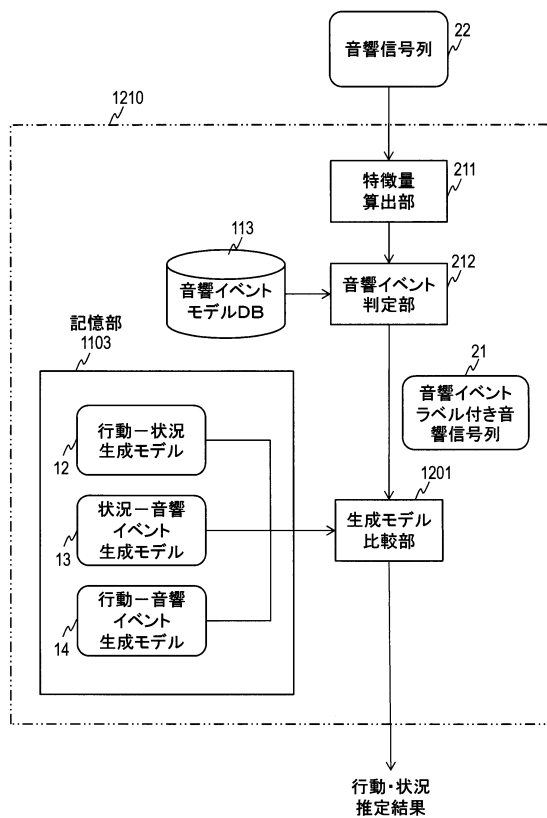 22
音響信号列
1210
特徴量
算出部
211
113
音響イベント
モデルDB
212
音響イベント
判定部
記憶部
1103
21
音響イベント
ラベル付き音
響信号列
行動－状況
生成モデル
12
1201
状況－音響
イベント
生成モデル
13
生成モデル
比較部
行動－音響
イベント
生成モデル
14
行動・状況
推定結果